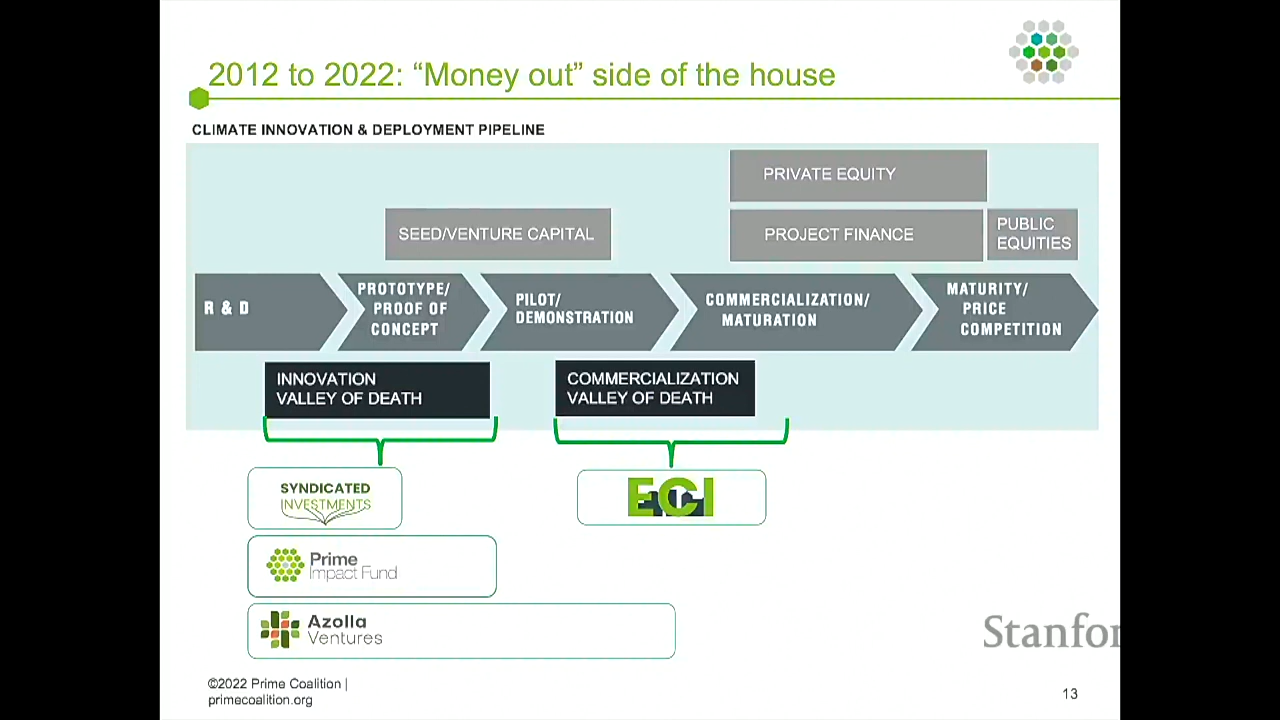 2012 to 2022: “Money out” side of the house
CLIMATE INNOVATION & DEPLOYMENT PIPELINE
PRIVATE EQUITY
SEED/VENTURE CAPITAL
PROJECT FINANCE
PUBLIC
EQUITIES
R & D
PROTOTYPE/
PROOF OF
CONCEPT
PILOT/
DEMONSTRATION
COMMERCIALIZATION/
MATURATION
MATURITY/
PRICE
COMPETITION
INNOVATION
VALLEY OF DEATH
COMMERCIALIZATION
VALLEY OF DEATH
SYNDICATED
INVESTMENTS
ECI
Prime
Impact Fund
Azolla
Ventures
Stanfor
©2022 Prime Coalition |
primecoalition.org
13